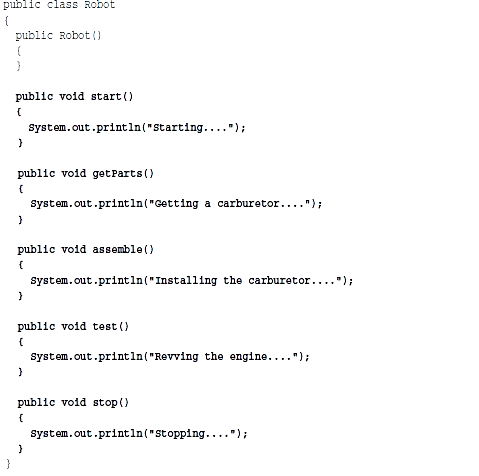 public class Robot
{
  public Robot()
  {
  }

  public void start()
  {
    System.out.println("Starting....");
  }

  public void getParts()
  {
    System.out.println("Getting a carburetor....");
  }

  public void assemble()
  {
    System.out.println("Installing the carburetor....");
  }

  public void test()
  {
    System.out.println("Revving the engine....");
  }

  public void stop()
  {
    System.out.println("Stopping....");
  }
}